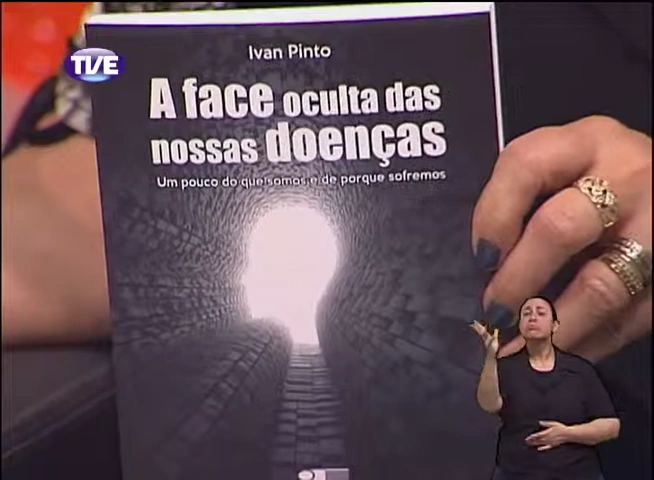 TVE
Ivan Pinto
A face oculta das
nossas doenças
Um pouco do que somos e de porque sofremos